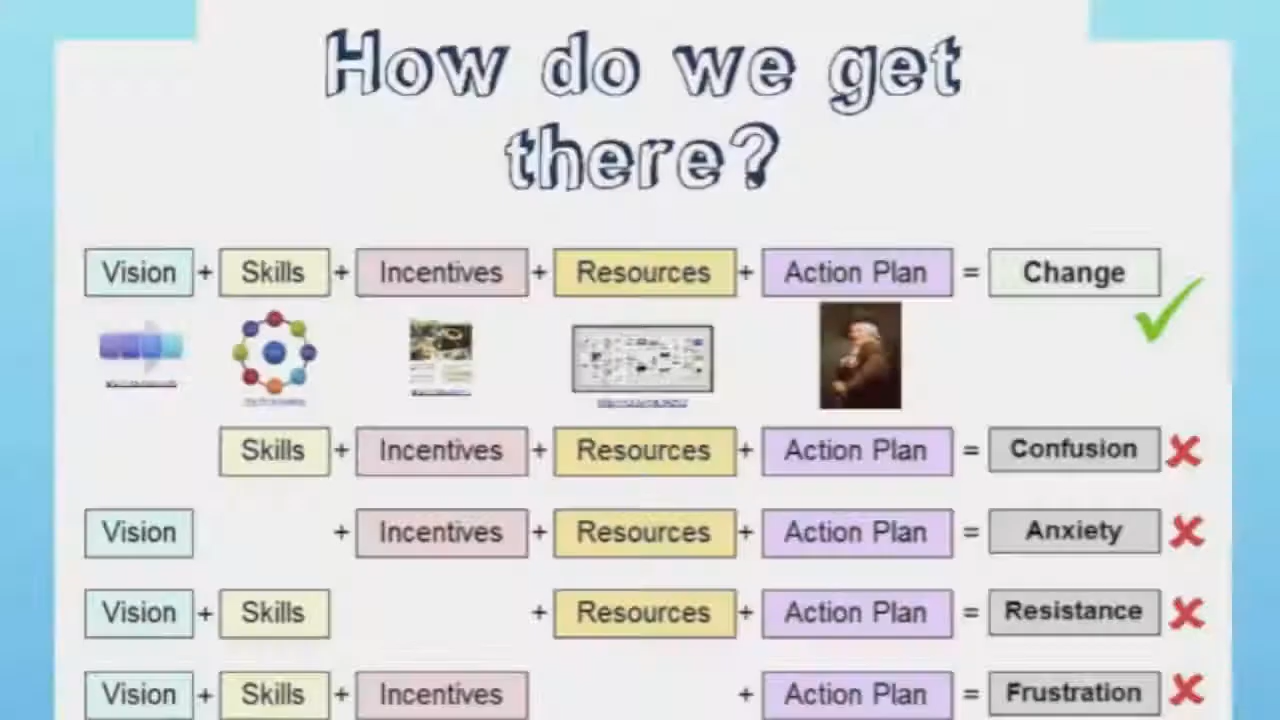 How do we get
there?
Vision + Skills + Incentives + Resources + Action Plan = Change
Skills + Incentives + Resources + Action Plan = Confusion
Vision + Incentives + Resources + Action Plan = Anxiety
Vision + Skills + Resources + Action Plan = Resistance
Vision + Skills + Incentives + Action Plan = Frustration